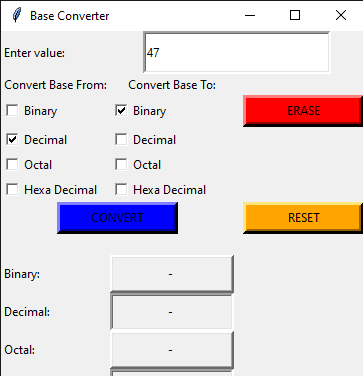 Base Converter
Enter value: 47
Convert Base From: Convert Base To:
Binary Binary ERASE
Decimal Decimal
Octal Octal
Hexa Decimal Hexa Decimal
CONVERT RESET
Binary: -
Decimal: -
Octal: -